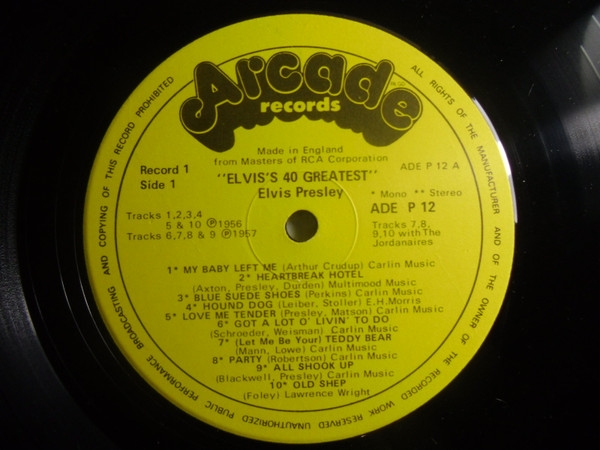 Arcade
records
Made in England
from Masters of RCA Corporation
Record 1
Side 1
ADE P 12 A
"ELVIS'S 40 GREATEST"
Elvis Presley
* Mono ** Stereo
ADE P 12
Tracks 1,2,3,4
5 & 10 Ⓟ1956
Tracks 6,7,8 & 9 Ⓟ1957
Tracks 7,8,
9,10 with The
Jordanaires
1* MY BABY LEFT ME (Arthur Crudup) Carlin Music
2* HEARTBREAK HOTEL
(Axton, Presley, Durden) Multimood Music
3* BLUE SUEDE SHOES (Perkins) Carlin Music
4* HOUND DOG (Leiber, Stoller) E.H.Morris
5* LOVE ME TENDER (Presley, Matson) Carlin Music
6* GOT A LOT O' LIVIN' TO DO
(Schroeder, Weisman) Carlin Music
7* (Let Me Be Your) TEDDY BEAR
(Mann, Lowe) Carlin Music
8* PARTY (Robertson) Carlin Music
9* ALL SHOOK UP
(Blackwell, Presley) Carlin Music
10* OLD SHEP
(Foley) Lawrence Wright
ALL RIGHTS OF THE MANUFACTURER AND OF THE OWNER OF THE RECORDED WORK RESERVED UNAUTHORIZED PUBLIC PERFORMANCE BROADCASTING AND COPYING OF THIS RECORD PROHIBITED